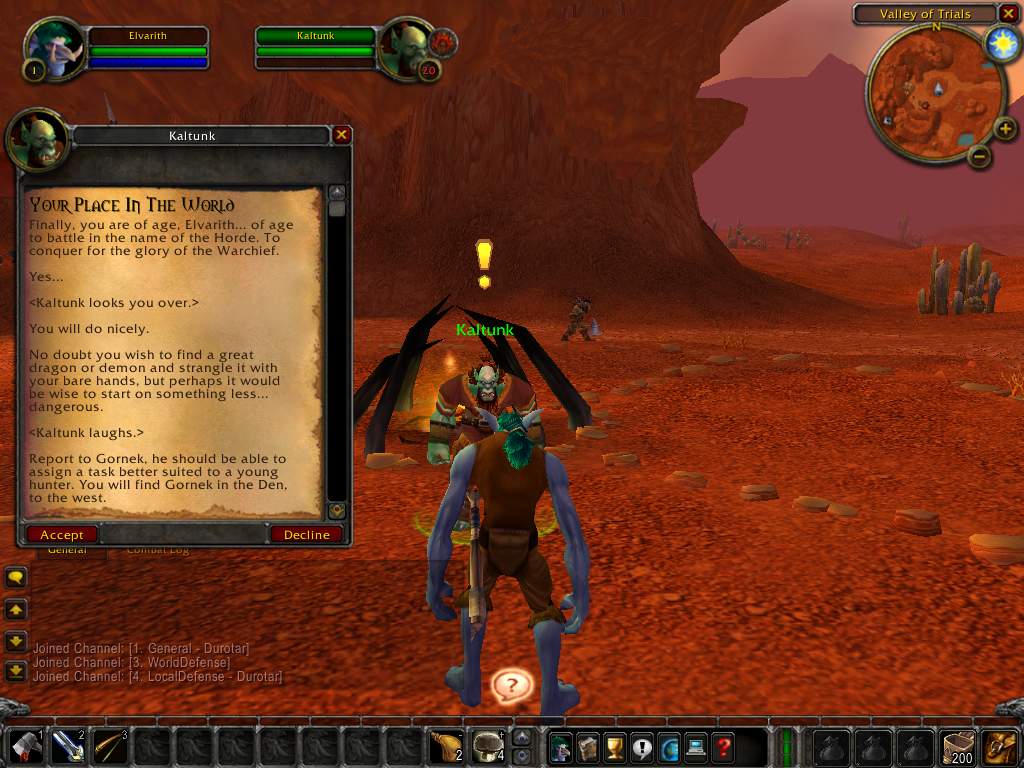 Elvarith
1
Kaltunk
20
Valley of Trials
N
Kaltunk
Your Place In The World
Finally, you are of age, Elvarith... of age
to battle in the name of the Horde. To
conquer for the glory of the Warchief.
Yes...
<Kaltunk looks you over.>
You will do nicely.
No doubt you wish to find a great
dragon or demon and strangle it with
your bare hands, but perhaps it would
be wise to start on something less...
dangerous.
<Kaltunk laughs.>
Report to Gornek, he should be able to
assign a task better suited to a young
hunter. You will find Gornek in the Den,
to the west.
Accept
Decline
Kaltunk
General
Combat Log
Joined Channel: [1. General - Durotar]
Joined Channel: [3. WorldDefense]
Joined Channel: [4. LocalDefense - Durotar]
1
2
3
2
4
200